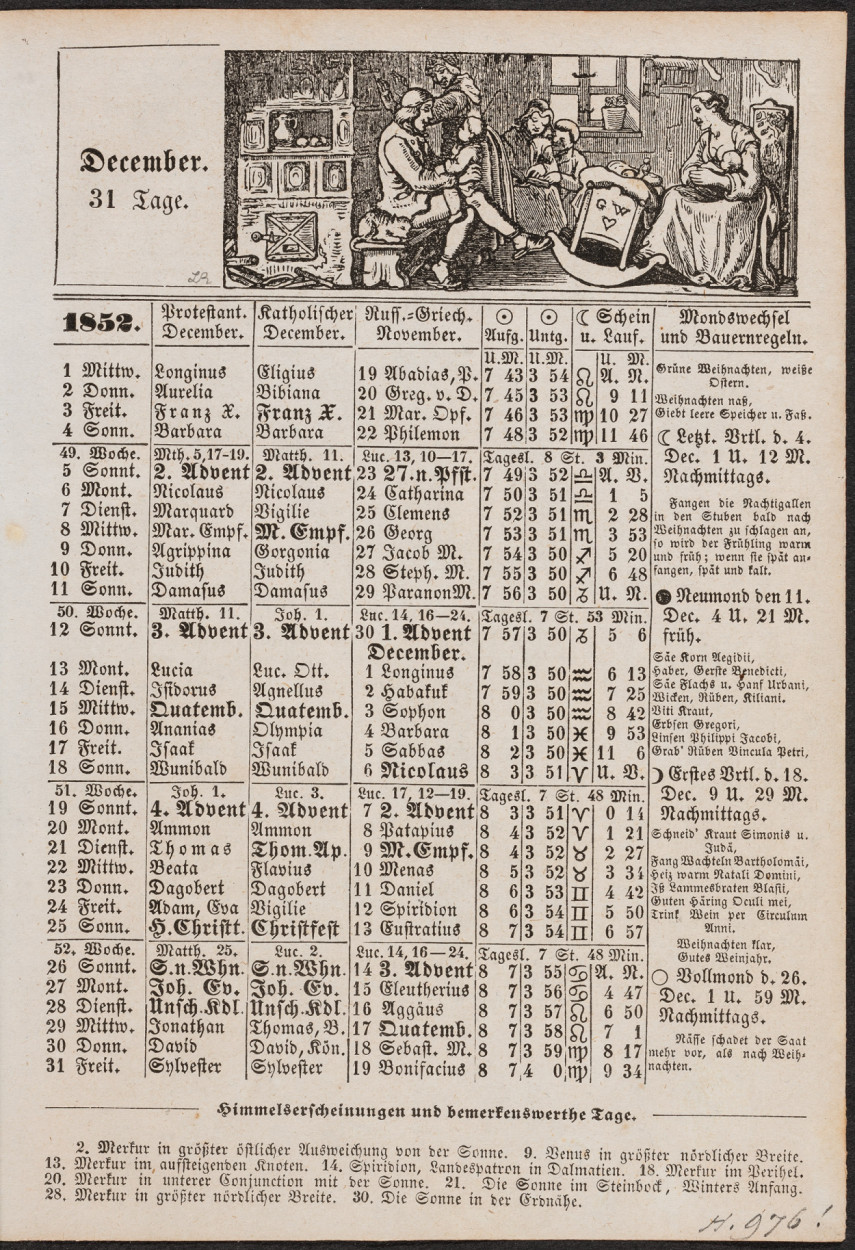 December.
31 Tage.
G W
1852. Protestant. December. Katholischer December. Russ.=Griech. November. ☉ Aufg. ☉ Untg. ☾ Schein u. Lauf. Mondswechsel und Bauernregeln.
U.M. U.M. U. M.
1 Mittw. Longinus Eligius 19 Abadias, P. 7 43 3 54 ♌ A. N.
2 Donn. Aurelia Bibiana 20 Greg. v. D. 7 45 3 53 ♌ 9 11
3 Freit. Franz X. Franz X. 21 Mar. Opf. 7 46 3 53 ♍ 10 27
4 Sonn. Barbara Barbara 22 Philemon 7 48 3 52 ♍ 11 46
49. Woche. Mth. 5,17-19. Matth. 11. Luc. 13, 10—17. Tagesl. 8 St. 3 Min.
5 Sonnt. 2. Advent 2. Advent 23 27.n.Pfst. 7 49 3 52 ♎ A. V.
6 Mont. Nicolaus Nicolaus 24 Catharina 7 50 3 51 ♎ 1 5
7 Dienst. Marquard Vigilie 25 Clemens 7 52 3 51 ♏ 2 28
8 Mittw. Mar. Empf. M. Empf. 26 Georg 7 53 3 51 ♏ 3 53
9 Donn. Agrippina Gorgonia 27 Jacob M. 7 54 3 50 ♐ 5 20
10 Freit. Judith Judith 28 Steph. M. 7 55 3 50 ♐ 6 48
11 Sonn. Damasus Damasus 29 Paranon M. 7 56 3 50 ♑ U. N.
50. Woche. Matth. 11. Joh. 1. Luc. 14, 16—24. Tagesl. 7 St. 53 Min.
12 Sonnt. 3. Advent 3. Advent 30 1. Advent 7 57 3 50 ♑ 5 6
December.
13 Mont. Lucia Luc. Ott. 1 Longinus 7 58 3 50 ♒ 6 13
14 Dienst. Isidorus Agnellus 2 Habakuk 7 59 3 50 ♒ 7 25
15 Mittw. Quatemb. Quatemb. 3 Sophon 8 0 3 50 ♒ 8 42
16 Donn. Ananias Olympia 4 Barbara 8 1 3 50 ♓ 9 53
17 Freit. Isaak Isaak 5 Sabbas 8 2 3 50 ♓ 11 6
18 Sonn. Wunibald Wunibald 6 Nicolaus 8 3 3 51 ♈ U. V.
51. Woche. Joh. 1. Luc. 3. Luc. 17, 12—19. Tagesl. 7 St. 48 Min.
19 Sonnt. 4. Advent 4. Advent 7 2. Advent 8 3 3 51 ♈ 0 14
20 Mont. Ammon Ammon 8 Patapius 8 4 3 52 ♈ 1 21
21 Dienst. Thomas Thom. Ap. 9 M. Empf. 8 4 3 52 ♉ 2 27
22 Mittw. Beata Flavius 10 Menas 8 5 3 52 ♉ 3 34
23 Donn. Dagobert Dagobert 11 Daniel 8 6 3 53 ♊ 4 42
24 Freit. Adam, Eva Vigilie 12 Spiridion 8 6 3 54 ♊ 5 50
25 Sonn. H. Christt. Christfest 13 Eustratius 8 7 3 54 ♊ 6 57
52. Woche. Matth. 25. Luc. 2. Luc. 14, 16—24. Tagesl. 7 St. 48 Min.
26 Sonnt. S.n.Whn. S.n.Whn. 14 3. Advent 8 7 3 55 ♋ A. N.
27 Mont. Joh. Ev. Joh. Ev. 15 Eleutherius 8 7 3 56 ♋ 4 47
28 Dienst. Unsch.Kdl. Unsch.Kdl. 16 Aggäus 8 7 3 57 ♌ 6 50
29 Mittw. Jonathan Thomas, B. 17 Quatemb. 8 7 3 58 ♌ 7 1
30 Donn. David David, Kön. 18 Sebast. M. 8 7 3 59 ♍ 8 17
31 Freit. Sylvester Sylvester 19 Bonifacius 8 7 4 0 ♍ 9 34
Grüne Weihnachten, weiße
Ostern.
Weihnachten naß,
Giebt leere Speicher u. Faß.
☾ Letzt. Vrtl. d. 4.
Dec. 1 U. 12 M.
Nachmittags.
Fangen die Nachtigallen
in den Stuben bald nach
Weihnachten zu schlagen an,
so wird der Frühling warm
und früh; wenn sie spät an-
fangen, spät und kalt.
● Neumond den 11.
Dec. 4 U. 21 M.
früh.
Säe Korn Aegidii,
Haber, Gerste Benedicti,
Säe Flachs u. Hanf Urbani,
Wicken, Rüben, Kiliani.
Viti Kraut,
Erbsen Gregori,
Linsen Philippi Jacobi,
Grab' Rüben Vincula Petri,
☽ Erstes Vrtl. d. 18.
Dec. 9 U. 29 M.
Nachmittags.
Schneid' Kraut Simonis u.
Judä,
Fang Wachteln Bartholomäi,
Heiz warm Natali Domini,
Iß Lammesbraten Blasii,
Guten Häring Oculi mei,
Trink Wein per Circulum
Anni.
Weihnachten klar,
Gutes Weinjahr.
○ Vollmond d. 26.
Dec. 1 U. 59 M.
Nachmittags.
Nässe schadet der Saat
mehr vor, als nach Weih-
nachten.
Himmelserscheinungen und bemerkenswerthe Tage.
2. Merkur in größter östlicher Ausweichung von der Sonne. 9. Venus in größter nördlicher Breite.
13. Merkur im aufsteigenden Knoten. 14. Spiridion, Landespatron in Dalmatien. 18. Merkur im Perihel.
20. Merkur in unterer Conjunction mit der Sonne. 21. Die Sonne im Steinbock, Winters Anfang.
28. Merkur in größter nördlicher Breite. 30. Die Sonne in der Erdnähe.
H. 976!